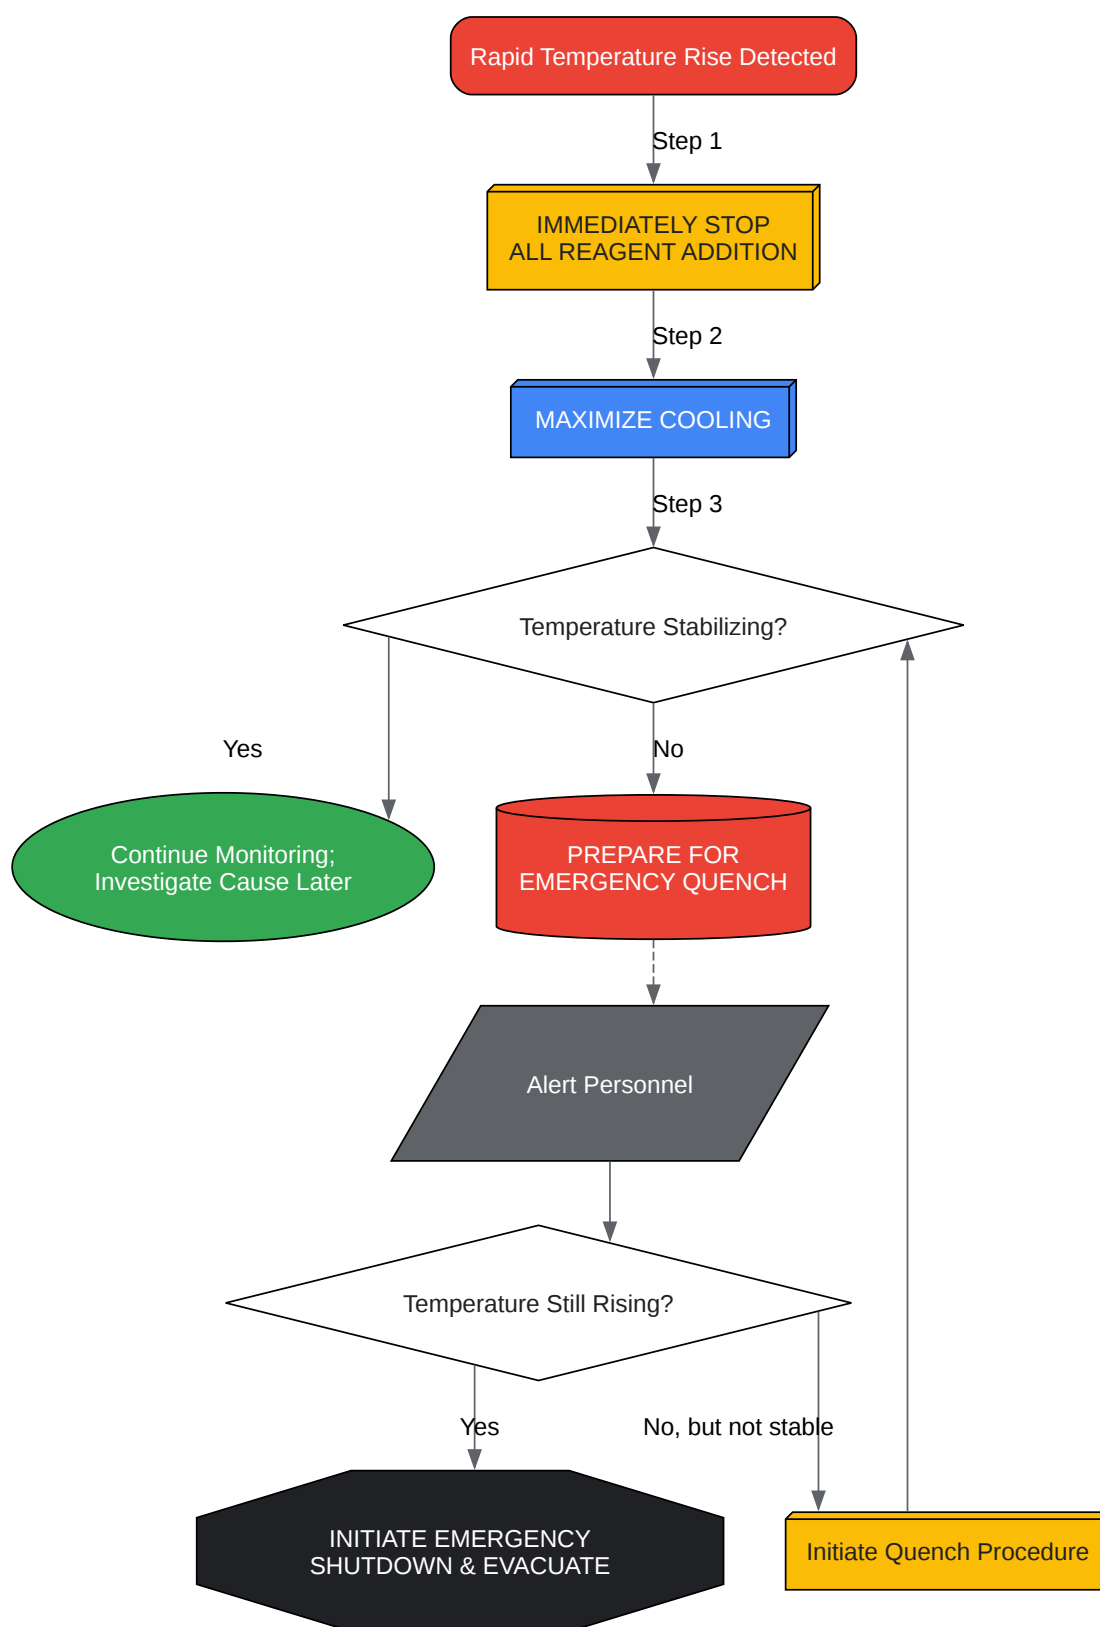 Rapid Temperature Rise Detected
Step 1
IMMEDIATELY STOP
ALL REAGENT ADDITION
Step 2
MAXIMIZE COOLING
Step 3
Temperature Stabilizing?
Yes
No
Continue Monitoring;
Investigate Cause Later
PREPARE FOR
EMERGENCY QUENCH
Alert Personnel
Temperature Still Rising?
Yes
No, but not stable
INITIATE EMERGENCY
SHUTDOWN & EVACUATE
Initiate Quench Procedure